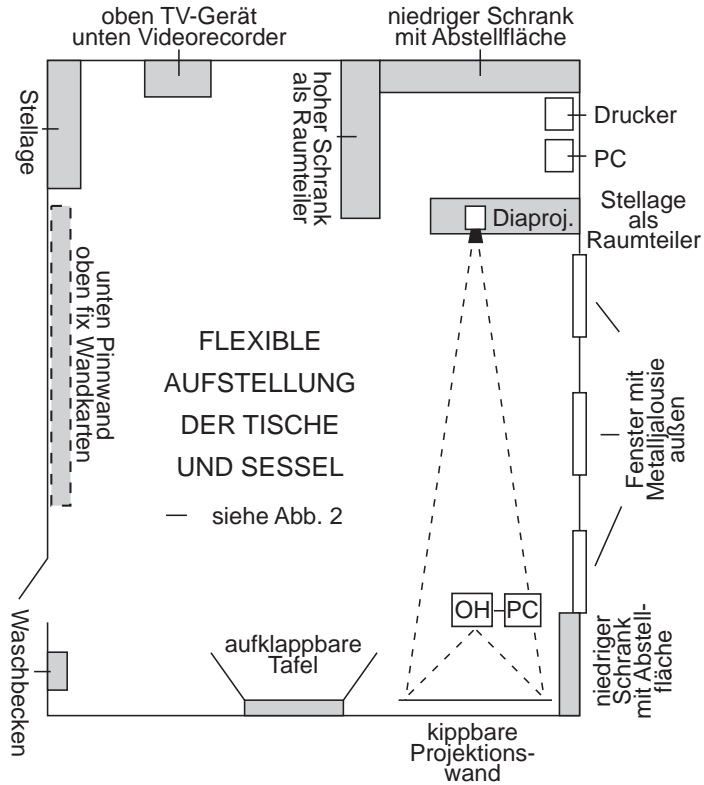 oben TV-Gerät
unten Videorecorder
niedriger Schrank
mit Abstellfläche
Stellage
hoher Schrank
als Raumteiler
Drucker
PC
Diaproj.
Stellage
als
Raumteiler
unten Pinnwand
oben fix Wandkarten
FLEXIBLE
AUFSTELLUNG
DER TISCHE
UND SESSEL
— siehe Abb. 2
Fenster mit
Metalljalousie
außen
OH PC
Waschbecken
aufklappbare
Tafel
niedriger
Schrank
mit Abstell-
fläche
kippbare
Projektions-
wand